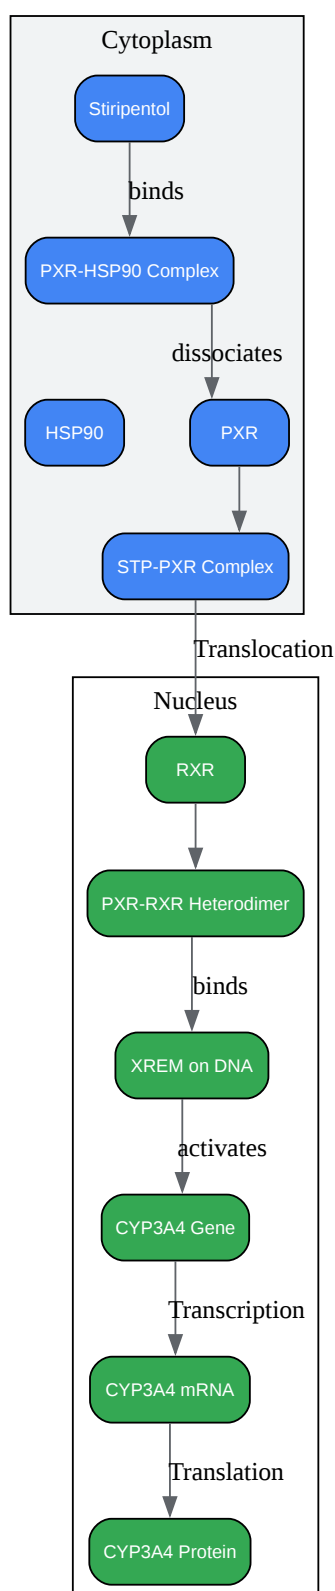 Cytoplasm
Stiripentol
binds
PXR-HSP90 Complex
dissociates
HSP90
PXR
STP-PXR Complex
Translocation
Nucleus
RXR
PXR-RXR Heterodimer
binds
XREM on DNA
activates
CYP3A4 Gene
Transcription
CYP3A4 mRNA
Translation
CYP3A4 Protein